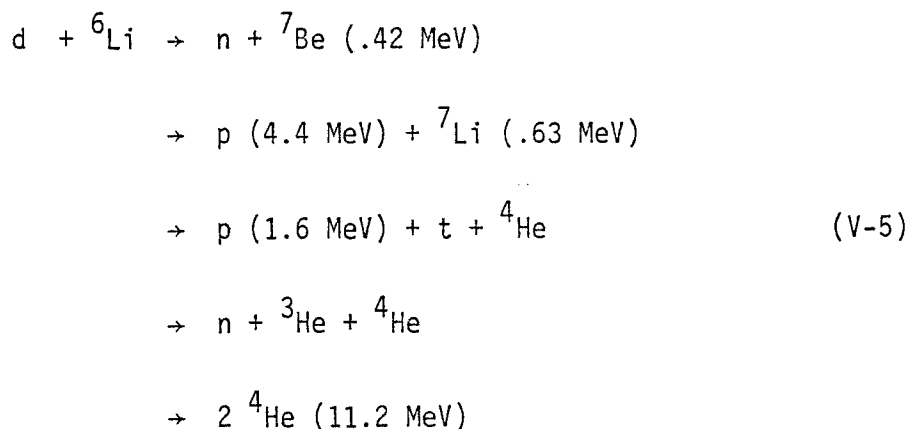 d + ⁶Li → n + ⁷Be (.42 MeV)
→ p (4.4 MeV) + ⁷Li (.63 MeV)
→ p (1.6 MeV) + t + ⁴He (V-5)
→ n + ³He + ⁴He
→ 2 ⁴He (11.2 MeV)